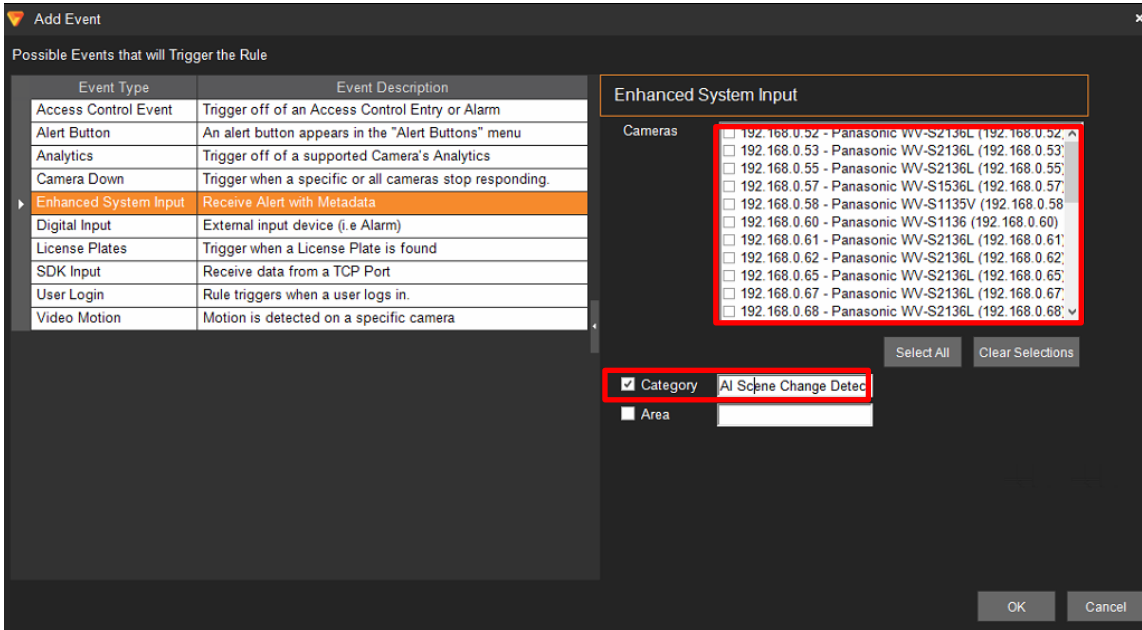 Add Event
Possible Events that will Trigger the Rule
Event Type Event Description
Access Control Event Trigger off of an Access Control Entry or Alarm
Alert Button An alert button appears in the "Alert Buttons" menu
Analytics Trigger off of a supported Camera's Analytics
Camera Down Trigger when a specific or all cameras stop responding.
Enhanced System Input Receive Alert with Metadata
Digital Input External input device (i.e Alarm)
License Plates Trigger when a License Plate is found
SDK Input Receive data from a TCP Port
User Login Rule triggers when a user logs in.
Video Motion Motion is detected on a specific camera
Enhanced System Input
Cameras
192.168.0.52 - Panasonic WV-S2136L (192.168.0.52
192.168.0.53 - Panasonic WV-S2136L (192.168.0.53)
192.168.0.55 - Panasonic WV-S2136L (192.168.0.55)
192.168.0.57 - Panasonic WV-S1536L (192.168.0.57)
192.168.0.58 - Panasonic WV-S1135V (192.168.0.58
192.168.0.60 - Panasonic WV-S1136 (192.168.0.60)
192.168.0.61 - Panasonic WV-S2136L (192.168.0.61)
192.168.0.62 - Panasonic WV-S2136L (192.168.0.62)
192.168.0.65 - Panasonic WV-S2136L (192.168.0.65)
192.168.0.67 - Panasonic WV-S2136L (192.168.0.67)
192.168.0.68 - Panasonic WV-S2136L (192.168.0.68)
Select All Clear Selections
Category AI Scene Change Detec
Area
OK Cancel